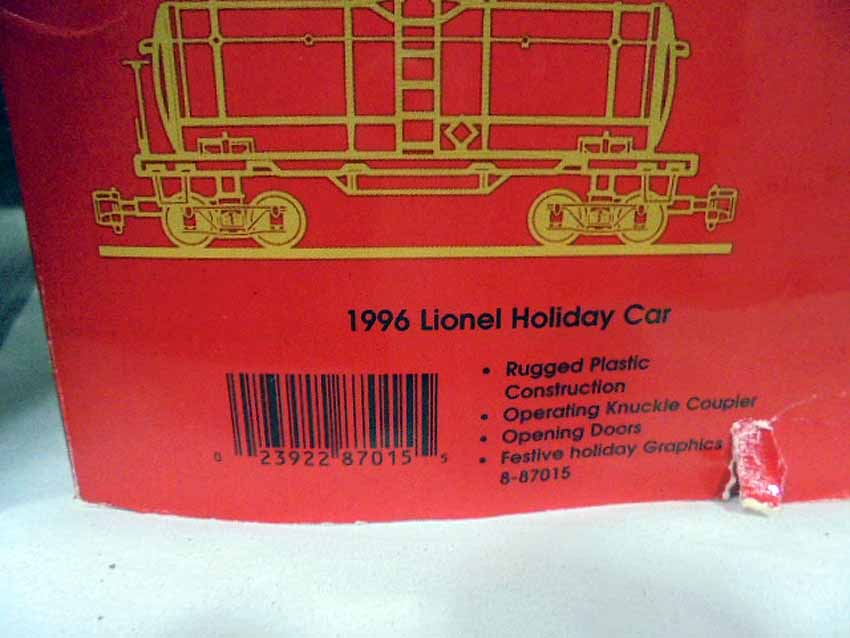 1996 Lionel Holiday Car
• Rugged Plastic
Construction
• Operating Knuckle Coupler
• Opening Doors
• Festive holiday Graphics
8-87015
0 23922 87015 5